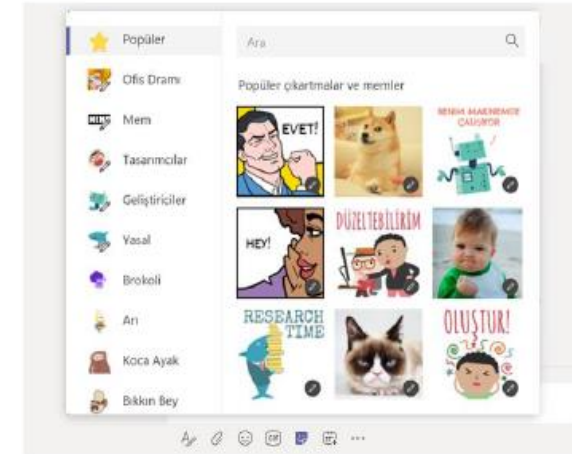 Popüler
Ofis Dramı
Mem
Tasarımcılar
Geliştiriciler
Yasal
Brokoli
Arı
Koca Ayak
Bıkkın Bey
Ara
Popüler çıkartmalar ve memler
EVET!
BENİM MAKİNEMDE
ÇALIŞIYOR
HEY!
DÜZELTEBİLİRİM
RESEARCH
TIME
OLUŞTUR!
GIF